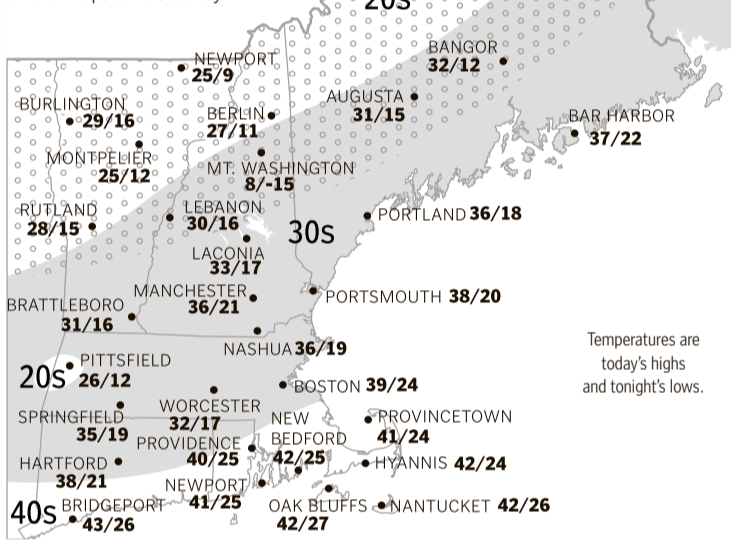 20s
NEWPORT
25/9
BANGOR
32/12
BURLINGTON
29/16
BERLIN
27/11
AUGUSTA
31/15
BAR HARBOR
37/22
MONTPELIER
25/12
MT. WASHINGTON
8/-15
RUTLAND
28/15
LEBANON
30/16
30s
PORTLAND 36/18
LACONIA
33/17
MANCHESTER
36/21
PORTSMOUTH 38/20
BRATTLEBORO
31/16
NASHUA 36/19
Temperatures are
today's highs
and tonight's lows.
20s
PITTSFIELD
26/12
BOSTON 39/24
SPRINGFIELD
35/19
WORCESTER
32/17
NEW
BEDFORD
42/25
PROVINCETOWN
41/24
PROVIDENCE
40/25
HARTFORD
38/21
HYANNIS 42/24
NEWPORT
41/25
40s
BRIDGEPORT
43/26
OAK BLUFFS
42/27
NANTUCKET 42/26